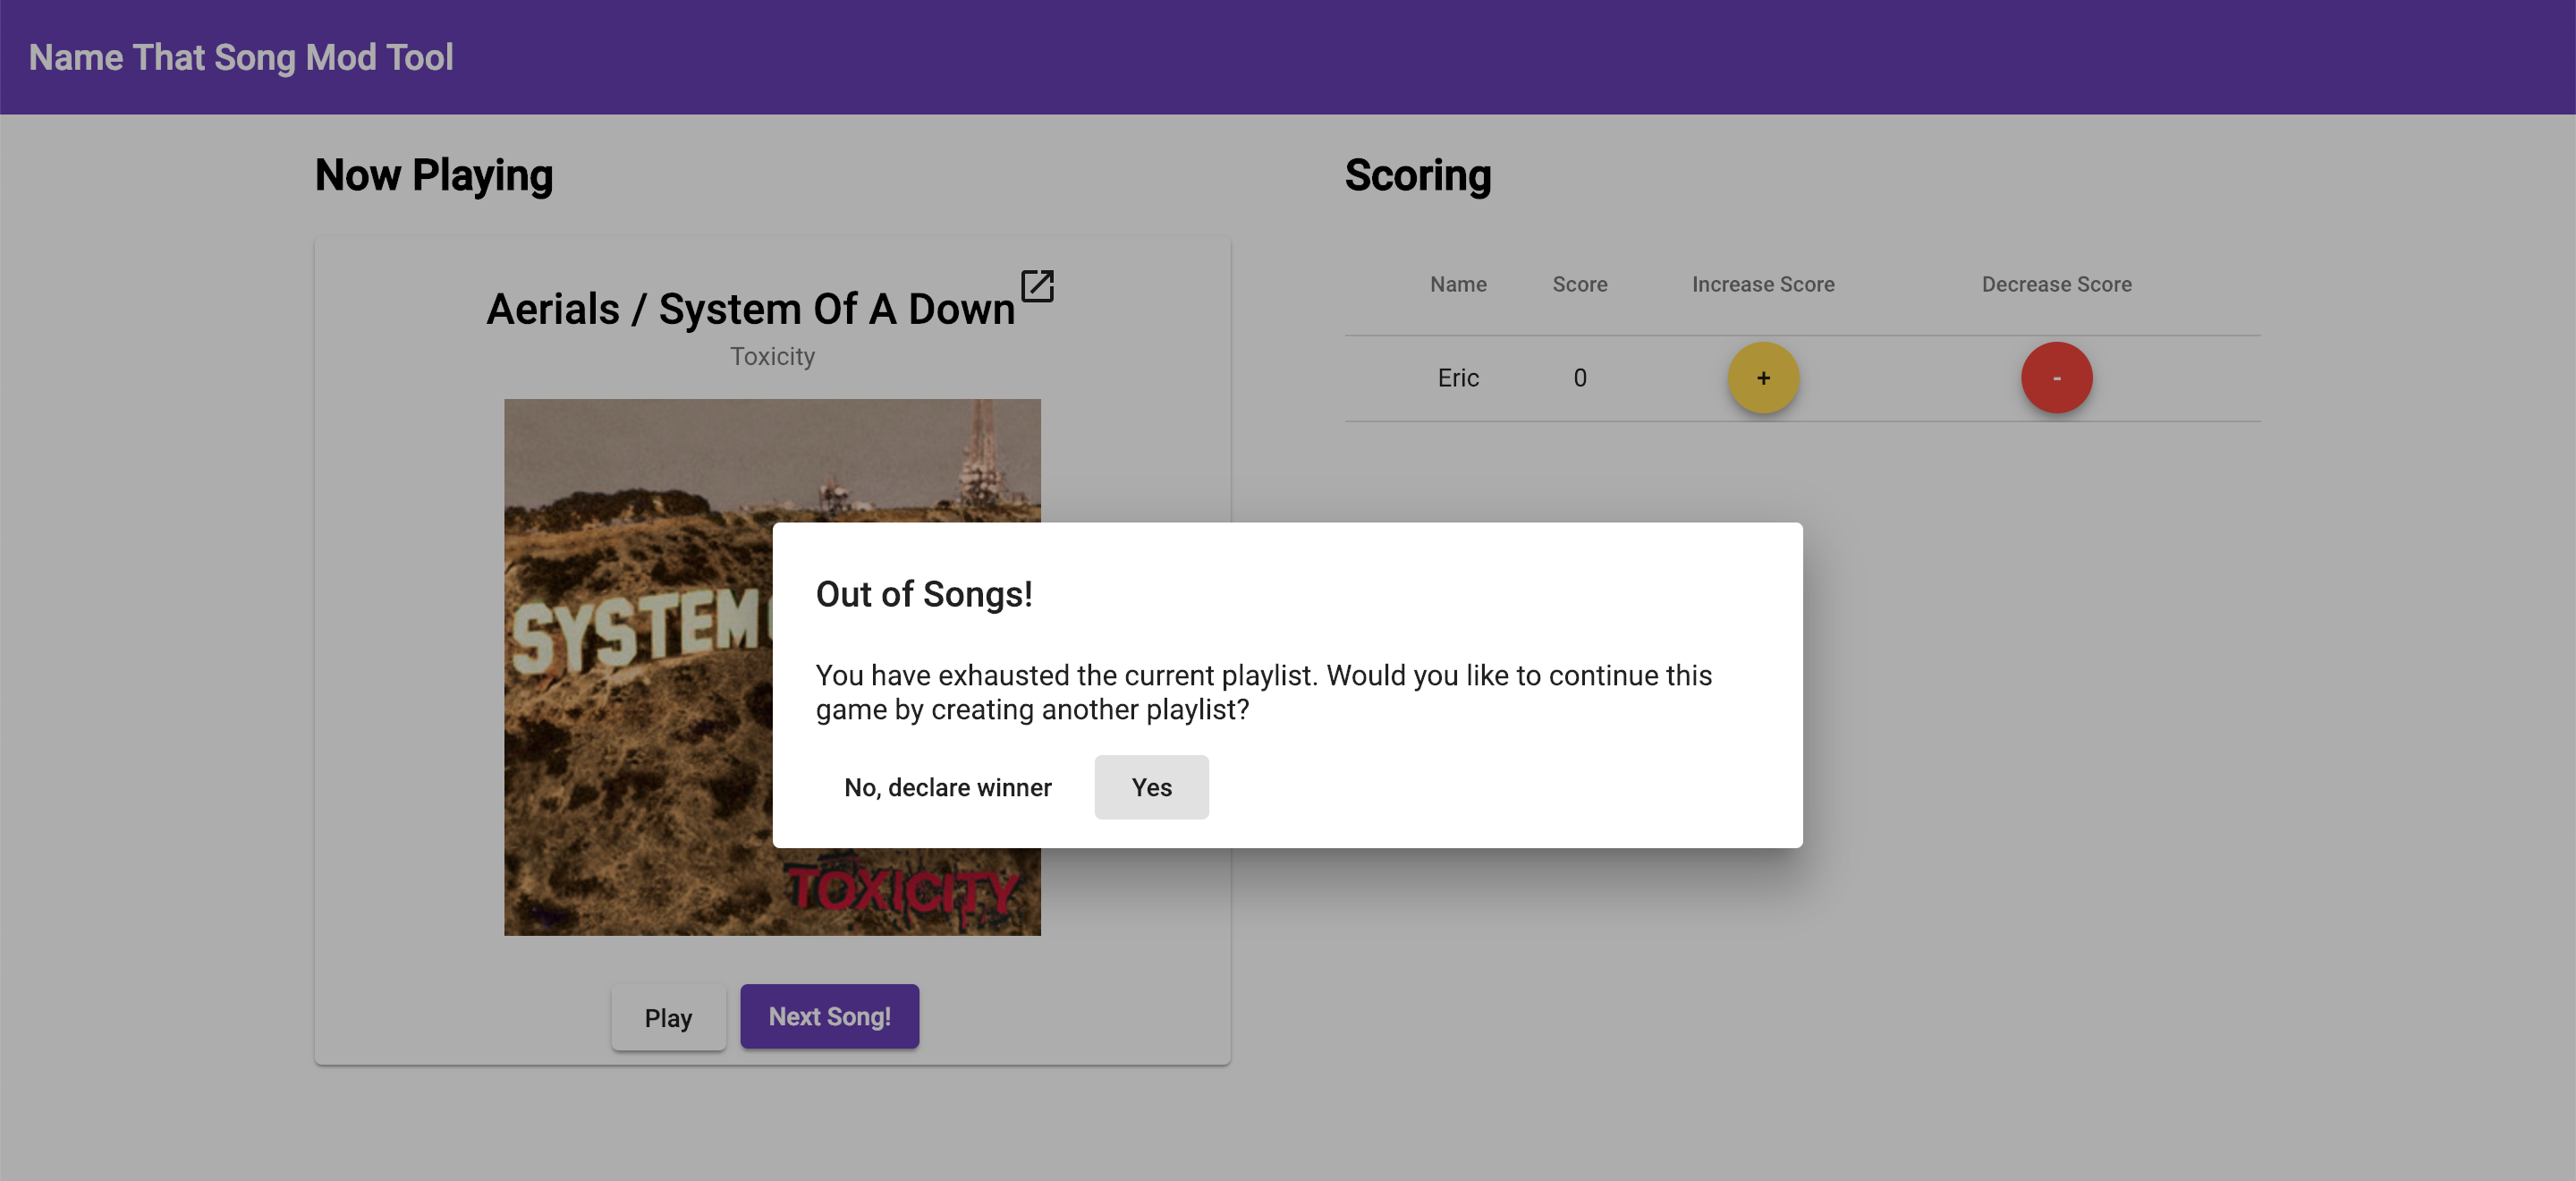 Name That Song Mod Tool
Now Playing
Aerials / System Of A Down
Toxicity
SYSTEM
TOXICITY
Play
Next Song!
Scoring
Name Score Increase Score Decrease Score
Eric 0 + -
Out of Songs!
You have exhausted the current playlist. Would you like to continue this
game by creating another playlist?
No, declare winner
Yes